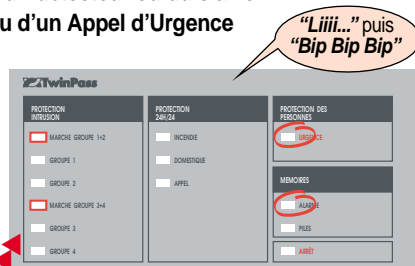 u d'un Appel d'Urgence
"Liiii..." puis
"Bip Bip Bip"
TwinPass
PROTECTION
INTRUSION
MARCHE GROUPE 1+2
GROUPE 1
GROUPE 2
MARCHE GROUPE 3+4
GROUPE 3
GROUPE 4
PROTECTION
24H/24
INCENDIE
DOMESTIQUE
APPEL
PROTECTION DES
PERSONNES
URGENCE
MEMOIRES
ALARME
PILES
ARRÊT